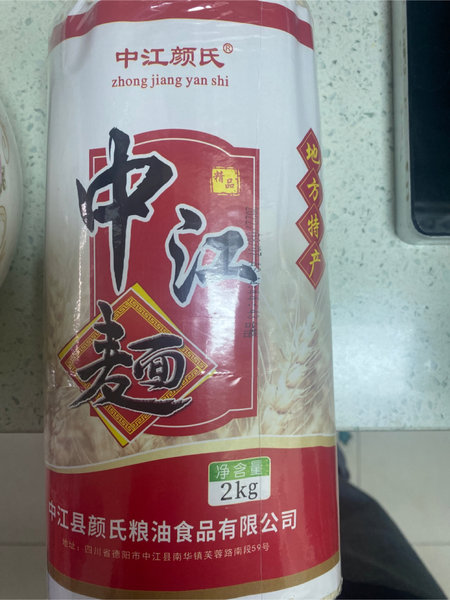 中江颜氏®
zhong jiang yan shi
地方特产
精品
中江
麵
净含量
2kg
中江县颜氏粮油食品有限公司
地址：四川省德阳市中江县南华镇芙蓉路南段59号